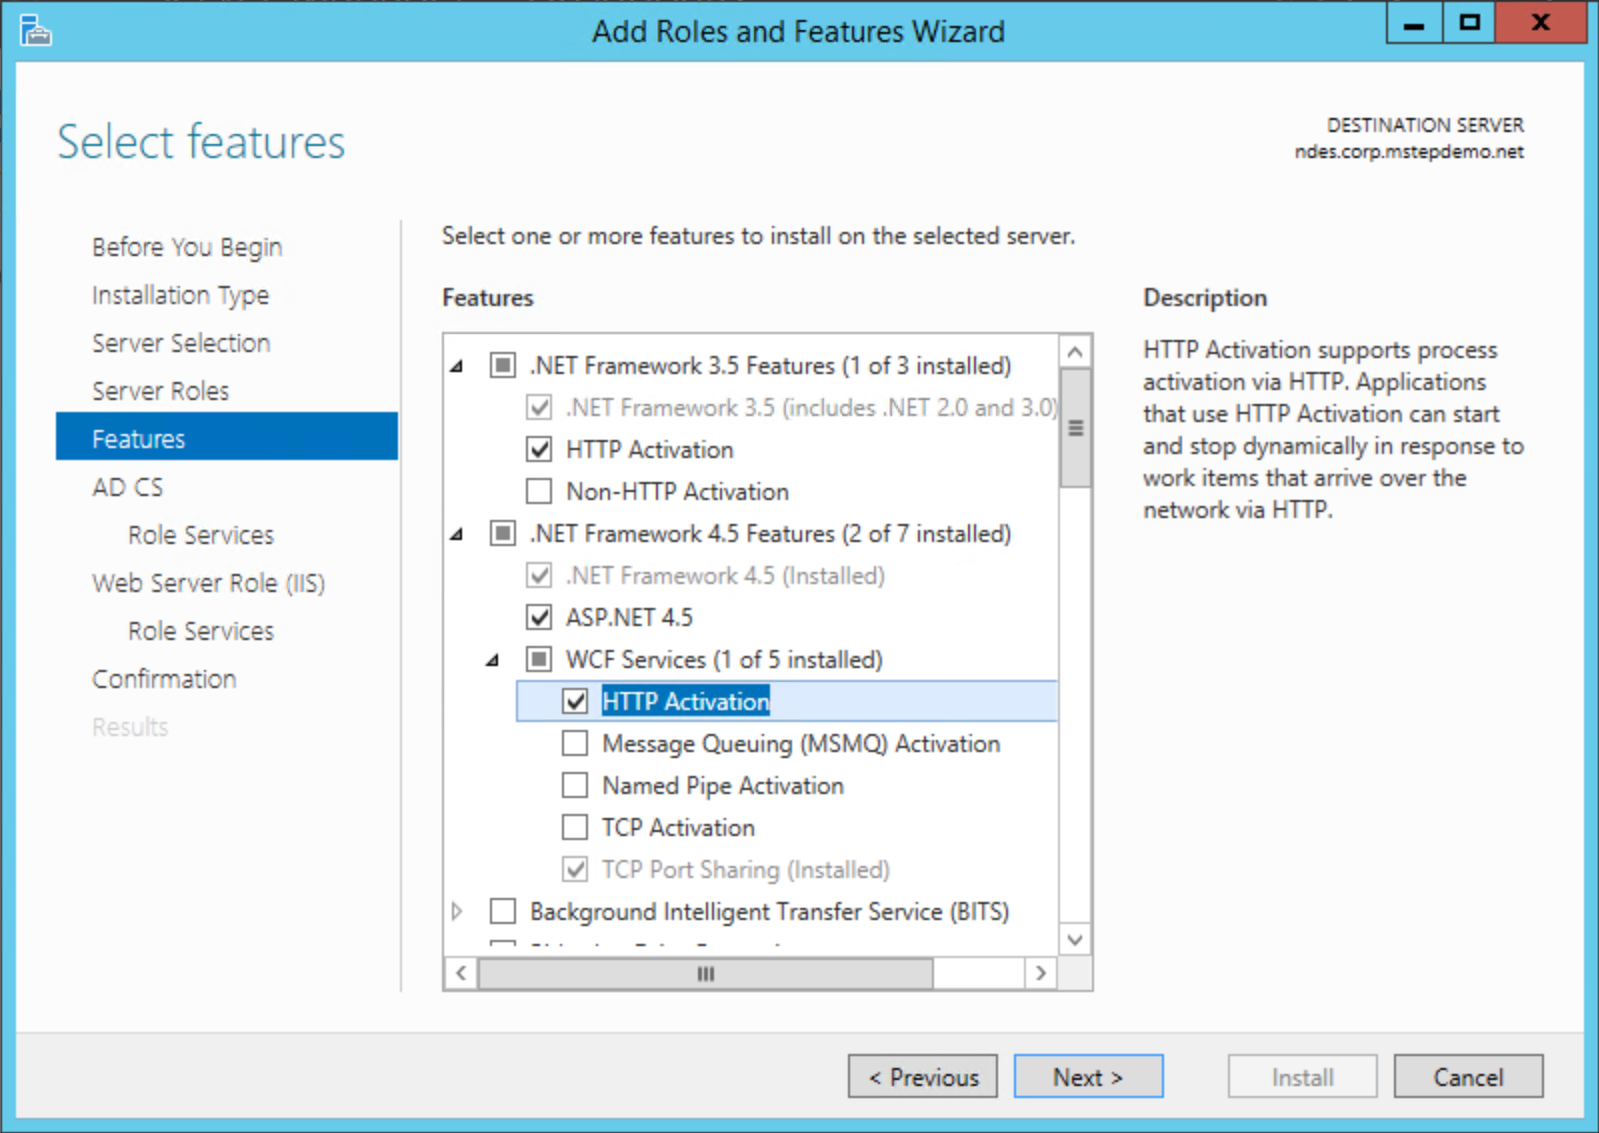 Add Roles and Features Wizard
Select features
DESTINATION SERVER
ndes.corp.mstepdemo.net
Before You Begin
Installation Type
Server Selection
Server Roles
Features
AD CS
Role Services
Web Server Role (IIS)
Role Services
Confirmation
Results
Select one or more features to install on the selected server.
Features
.NET Framework 3.5 Features (1 of 3 installed)
.NET Framework 3.5 (includes .NET 2.0 and 3.0)
HTTP Activation
Non-HTTP Activation
.NET Framework 4.5 Features (2 of 7 installed)
.NET Framework 4.5 (Installed)
ASP.NET 4.5
WCF Services (1 of 5 installed)
HTTP Activation
Message Queuing (MSMQ) Activation
Named Pipe Activation
TCP Activation
TCP Port Sharing (Installed)
Background Intelligent Transfer Service (BITS)
Description
HTTP Activation supports process
activation via HTTP. Applications
that use HTTP Activation can start
and stop dynamically in response to
work items that arrive over the
network via HTTP.
< Previous
Next >
Install
Cancel